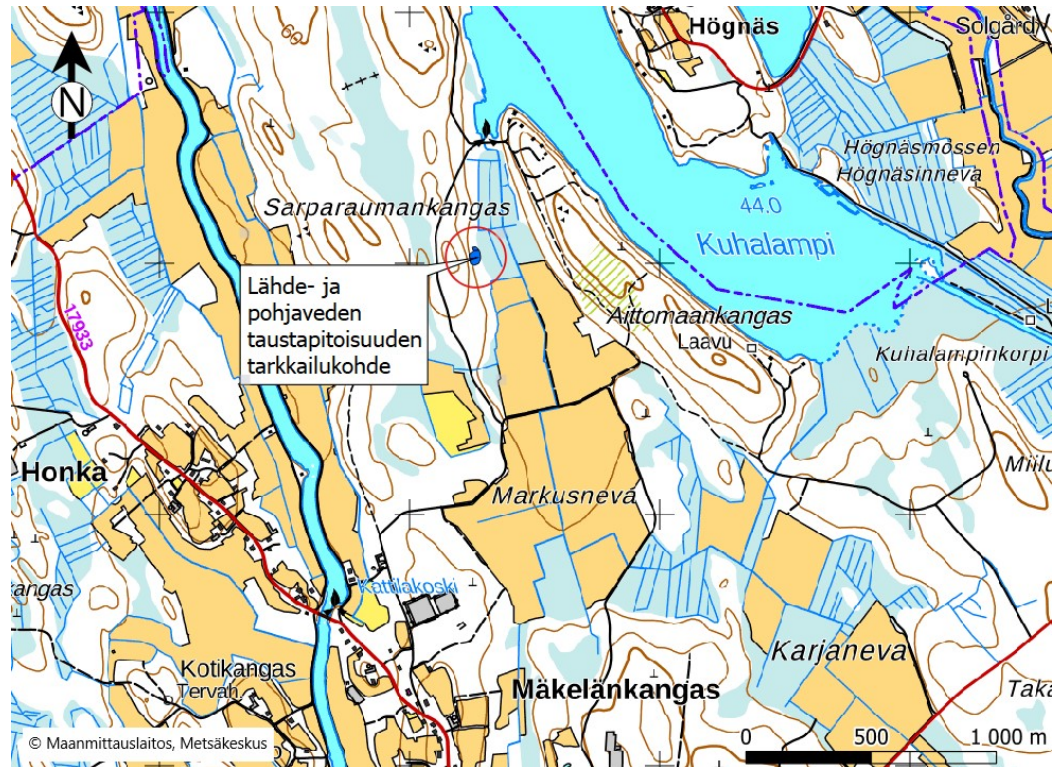 Högnäs
Solgård
60
N
Högnäsmossen
Högnäsinneva
Sarparaumankangas
44.0
Kuhalampi
Lähde- ja
pohjaveden
taustapitoisuuden
tarkkailukohde
17933
Aittomaankangas
Laavu
Kuhalampinkorpi
Honka
Miilu
Markusneva
kangas
Kattilakoski
Karjaneva
Kotikangas
Tervah.
Mäkelänkangas
Taka
© Maanmittauslaitos, Metsäkeskus
0 500 1 000 m